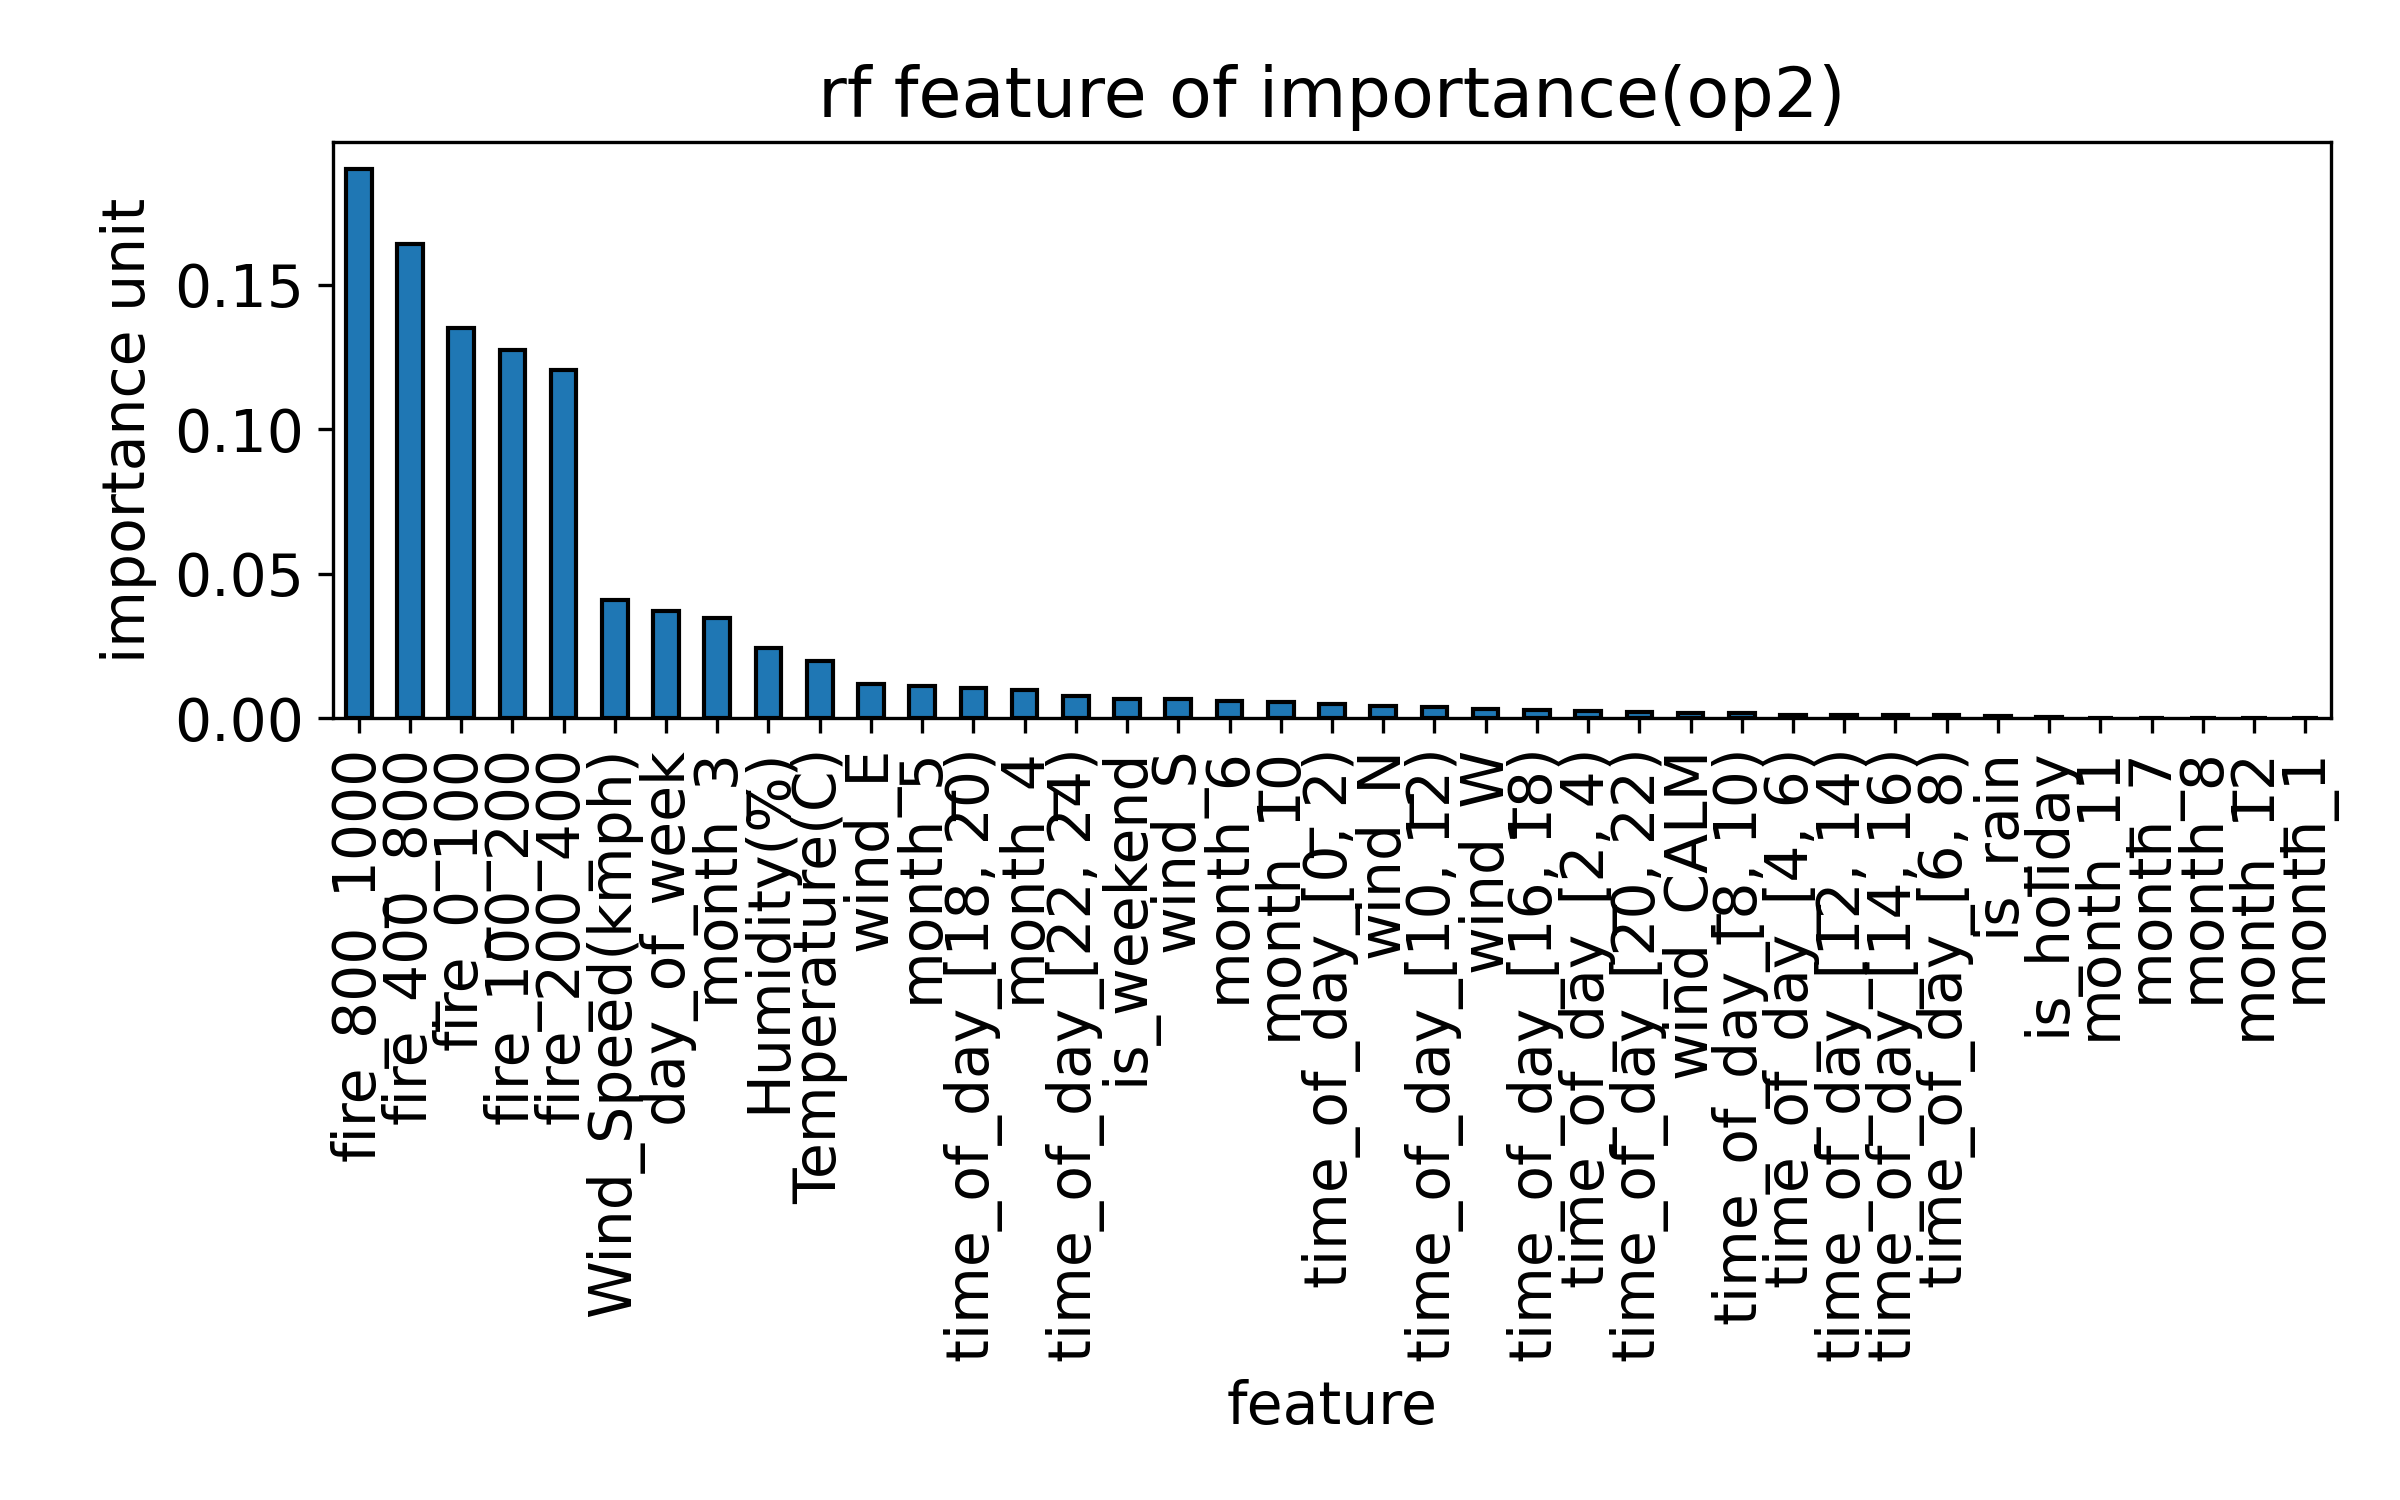 rf feature of importance(op2)
importance unit
0.15
0.10
0.05
0.00
fire_800_1000
fire_400_800
fire_0_100
fire_100_200
fire_200_400
Wind_Speed(kmph)
day_of_week
month_3
Humidity(%)
Temperature(C)
wind_E
month_5
time_of_day_[18, 20)
month_4
time_of_day_[22, 24)
is_weekend
wind_S
month_6
month_10
time_of_day_[0, 2)
wind_N
time_of_day_[10, 12)
wind_W
time_of_day_[16, 18)
time_of_day_[2, 4)
time_of_day_[20, 22)
wind_CALM
time_of_day_[8, 10)
time_of_day_[4, 6)
time_of_day_[12, 14)
time_of_day_[14, 16)
time_of_day_[6, 8)
is_rain
is_holiday
month_11
month_7
month_8
month_12
month_1
feature